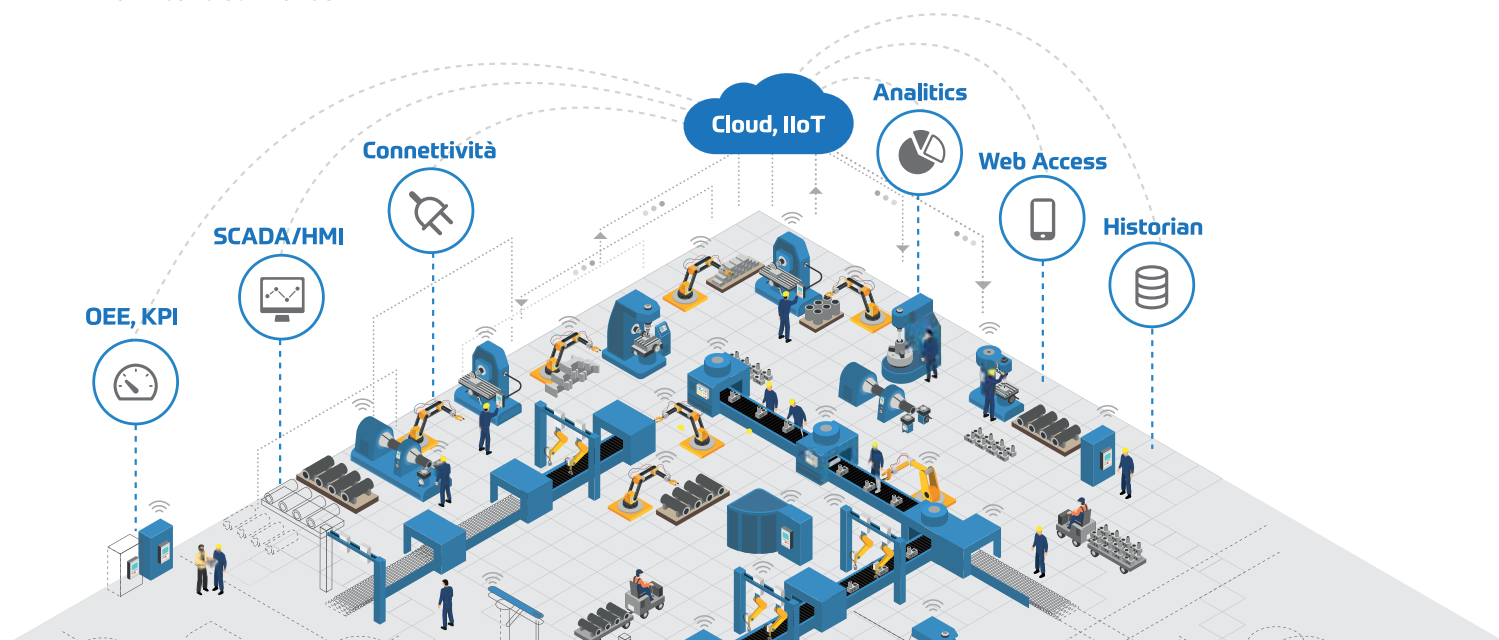 Cloud, IIoT
Analitics
Connettività
Web Access
SCADA/HMI
Historian
OEE, KPI